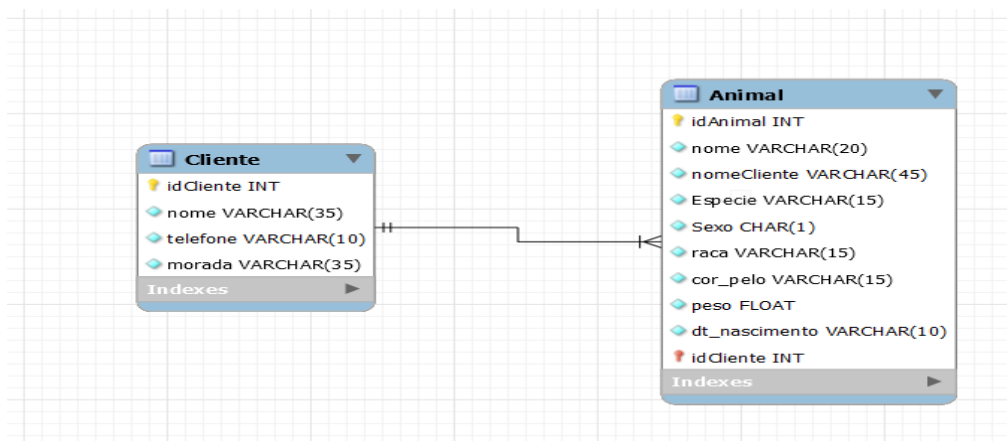 Cliente
idCliente INT
nome VARCHAR(35)
telefone VARCHAR(10)
morada VARCHAR(35)
Indexes
Animal
idAnimal INT
nome VARCHAR(20)
nomeCliente VARCHAR(45)
Especie VARCHAR(15)
Sexo CHAR(1)
raca VARCHAR(15)
cor_pelo VARCHAR(15)
peso FLOAT
dt_nascimento VARCHAR(10)
idCliente INT
Indexes